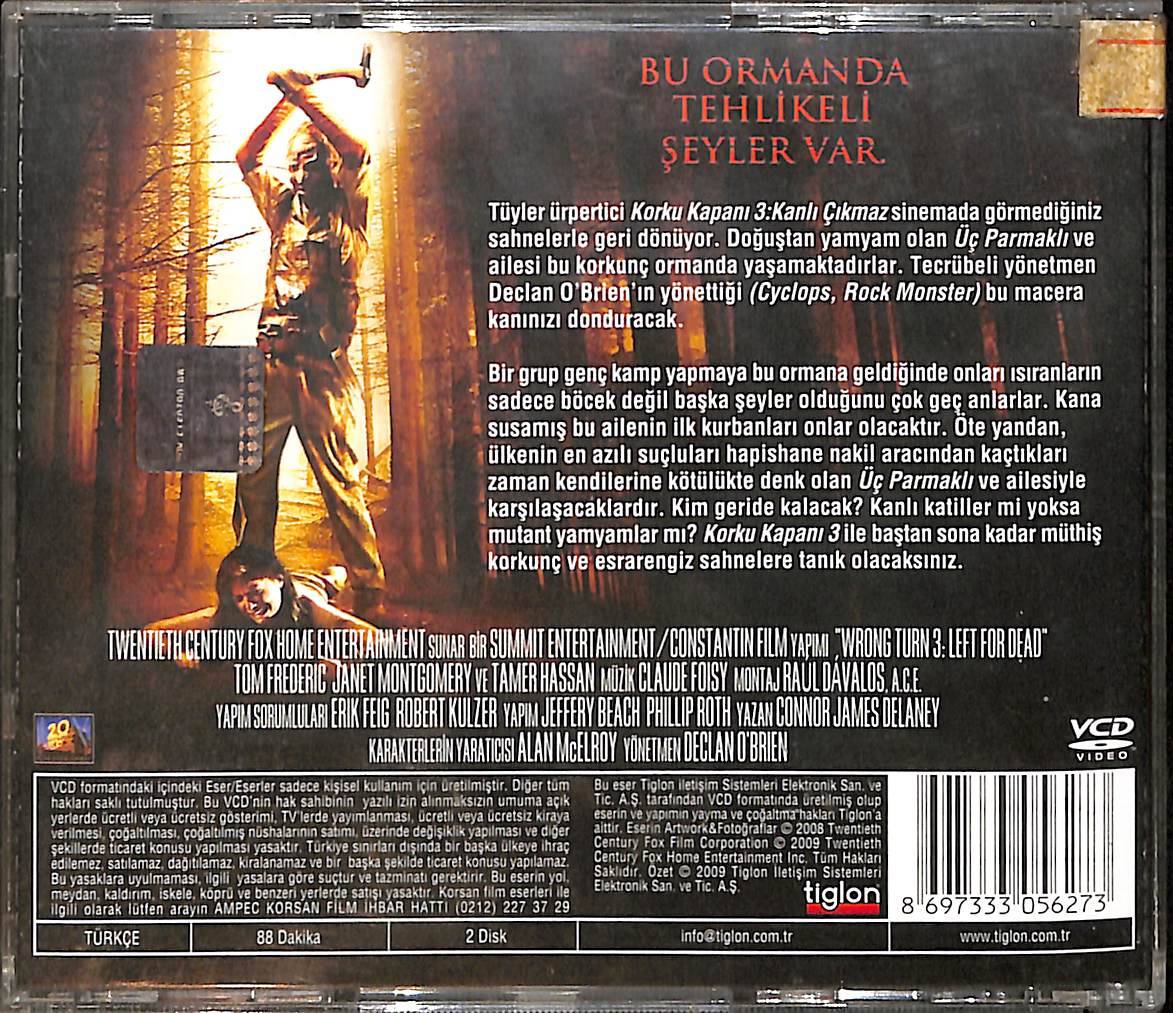 BU ORMANDA
TEHLİKELİ
ŞEYLER VAR.
Tüyler ürpertici Korku Kapanı 3:Kanlı Çıkmaz sinemada görmediğiniz
sahnelerle geri dönüyor. Doğuştan yamyam olan Üç Parmaklı ve
ailesi bu korkunç ormanda yaşamaktadırlar. Tecrübeli yönetmen
Declan O'Brien'ın yönettiği (Cyclops, Rock Monster) bu macera
kanınızı donduracak.
Bir grup genç kamp yapmaya bu ormana geldiğinde onları ısıranların
sadece böcek değil başka şeyler olduğunu çok geç anlarlar. Kana
susamış bu ailenin ilk kurbanları onlar olacaktır. Öte yandan,
ülkenin en azılı suçluları hapishane nakil aracından kaçtıkları
zaman kendilerine kötülükte denk olan Üç Parmaklı ve ailesiyle
karşılaşacaklardır. Kim geride kalacak? Kanlı katiller mi yoksa
mutant yamyamlar mı? Korku Kapanı 3 ile baştan sona kadar müthiş
korkunç ve esrarengiz sahnelere tanık olacaksınız.
TWENTIETH CENTURY FOX HOME ENTERTAINMENT SUNAR BİR SUMMIT ENTERTAINMENT / CONSTANTIN FILM YAPIMI "WRONG TURN 3: LEFT FOR DEAD"
TOM FREDERIC JANET MONTGOMERY VE TAMER HASSAN MÜZİK CLAUDE FOISY MONTAJ RAUL DAVALOS, A.C.E.
YAPIM SORUMLULARI ERIK FEIG ROBERT KULZER YAPIM JEFFERY BEACH PHILLIP ROTH YAZAN CONNOR JAMES DELANEY
KARAKTERLERİN YARATICISI ALAN McELROY YÖNETMEN DECLAN O'BRIEN
20
VCD
VIDEO
VCD formatındaki içindeki Eser/Eserler sadece kişisel kullanım için üretilmiştir. Diğer tüm
hakları saklı tutulmuştur. Bu VCD'nin hak sahibinin yazılı izin alınmaksızın umuma açık
yerlerde ücretli veya ücretsiz gösterimi, TV'lerde yayımlanması, ücretli veya ücretsiz kiraya
verilmesi, çoğaltılması, çoğaltılmış nüshalarının satımı, üzerinde değişiklik yapılması ve diğer
şekillerde ticaret konusu yapılması yasaktır. Türkiye sınırları dışında bir başka ülkeye ihraç
edilemez, satılamaz, dağıtılamaz, kiralanamaz ve bir başka şekilde ticaret konusu yapılamaz.
Bu yasaklara uyulmaması, ilgili yasalara göre suçtur ve tazminatı gerektirir. Bu eserin yol,
meydan, kaldırım, iskele, köprü ve benzeri yerlerde satışı yasaktır. Korsan film eserleri ile
ilgili olarak lütfen arayın AMPEC KORSAN FİLM İHBAR HATTI (0212) 227 37 29
Bu eser Tiglon İletişim Sistemleri Elektronik San. ve
Tic. A.Ş. tarafından VCD formatında üretilmiş olup
eserin ve yapımın yayma ve çoğaltma hakları Tiglon'a
aittir. Eserin Artwork&Fotoğraflar © 2008 Twentieth
Century Fox Film Corporation © 2009 Twentieth
Century Fox Home Entertainment Inc. Tüm Hakları
Saklıdır. Özet © 2009 Tiglon İletişim Sistemleri
Elektronik San. ve Tic. A.Ş.
tiglon
8 697333 056273
TÜRKÇE
88 Dakika
2 Disk
info@tiglon.com.tr
www.tiglon.com.tr